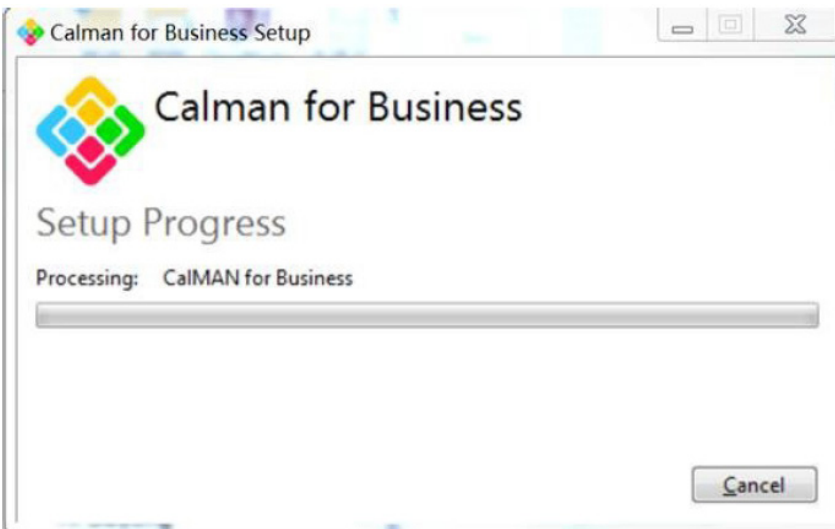 Calman for Business Setup
Calman for Business
Setup Progress
Processing: CalMAN for Business
Cancel